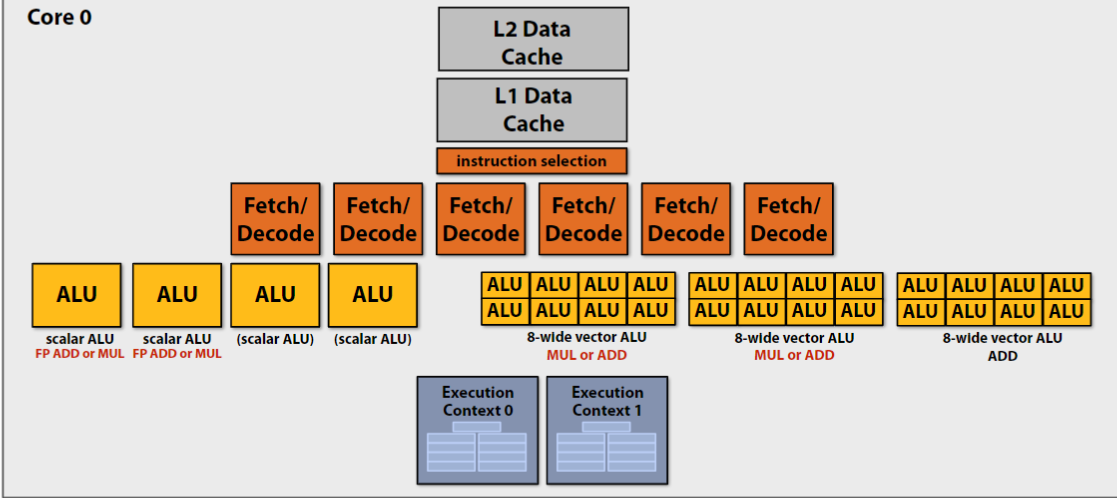 Core 0
L2 Data
Cache
L1 Data
Cache
instruction selection
Fetch/ Fetch/ Fetch/ Fetch/ Fetch/ Fetch/
Decode Decode Decode Decode Decode Decode
ALU ALU ALU ALU
scalar ALU scalar ALU (scalar ALU) (scalar ALU)
FP ADD or MUL FP ADD or MUL
ALU ALU ALU ALU ALU ALU ALU ALU ALU ALU ALU ALU
ALU ALU ALU ALU ALU ALU ALU ALU ALU ALU ALU ALU
8-wide vector ALU 8-wide vector ALU 8-wide vector ALU
MUL or ADD MUL or ADD ADD
Execution Execution
Context 0 Context 1